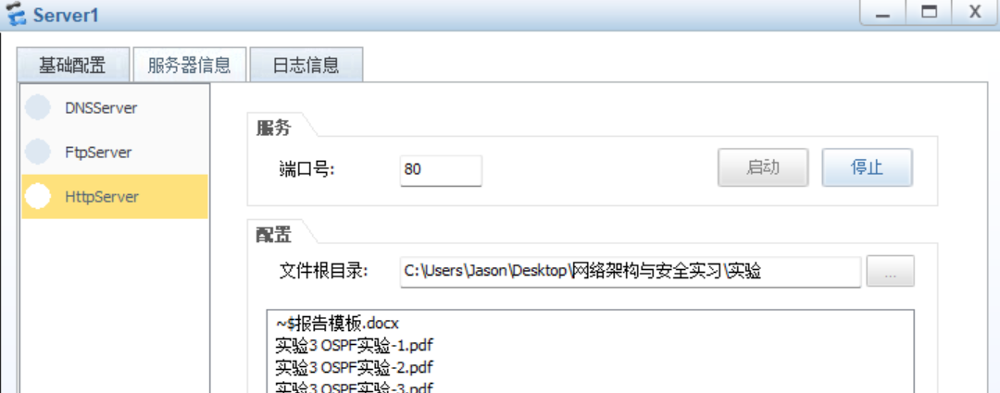 Server1
基础配置 服务器信息 日志信息
DNSServer
FtpServer
HttpServer
服务
端口号: 80 启动 停止
配置
文件根目录: C:\Users\Jason\Desktop\网络架构与安全实习\实验 ...
~$报告模板.docx
实验3 OSPF实验-1.pdf
实验3 OSPF实验-2.pdf
实验3 OSPF实验-3.pdf